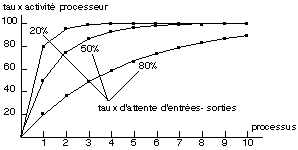 taux activité processeur
100
80
60
40
20
20%
50%
80%
taux d'attente d'entrées- sorties
processus
1 2 3 4 5 6 7 8 9 10